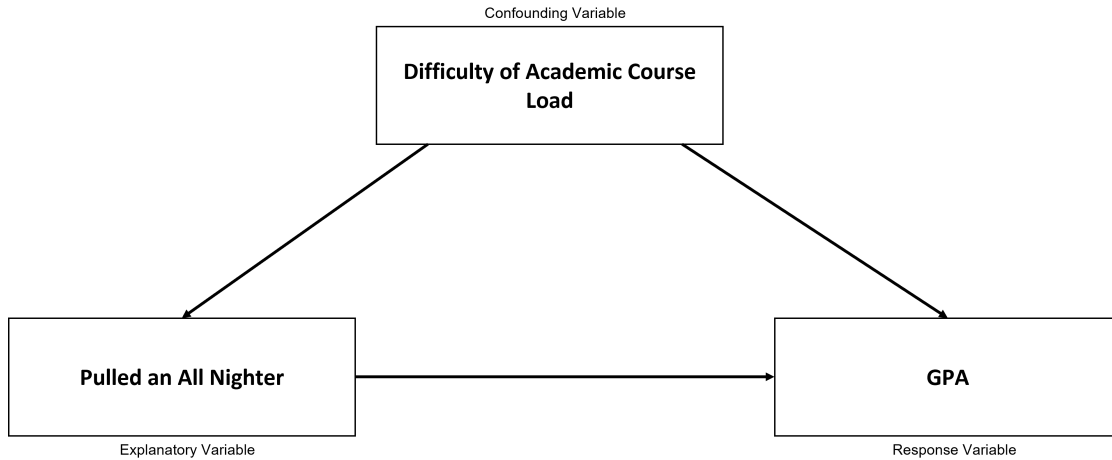 Confounding Variable
Difficulty of Academic Course
Load
Pulled an All Nighter
GPA
Explanatory Variable
Response Variable